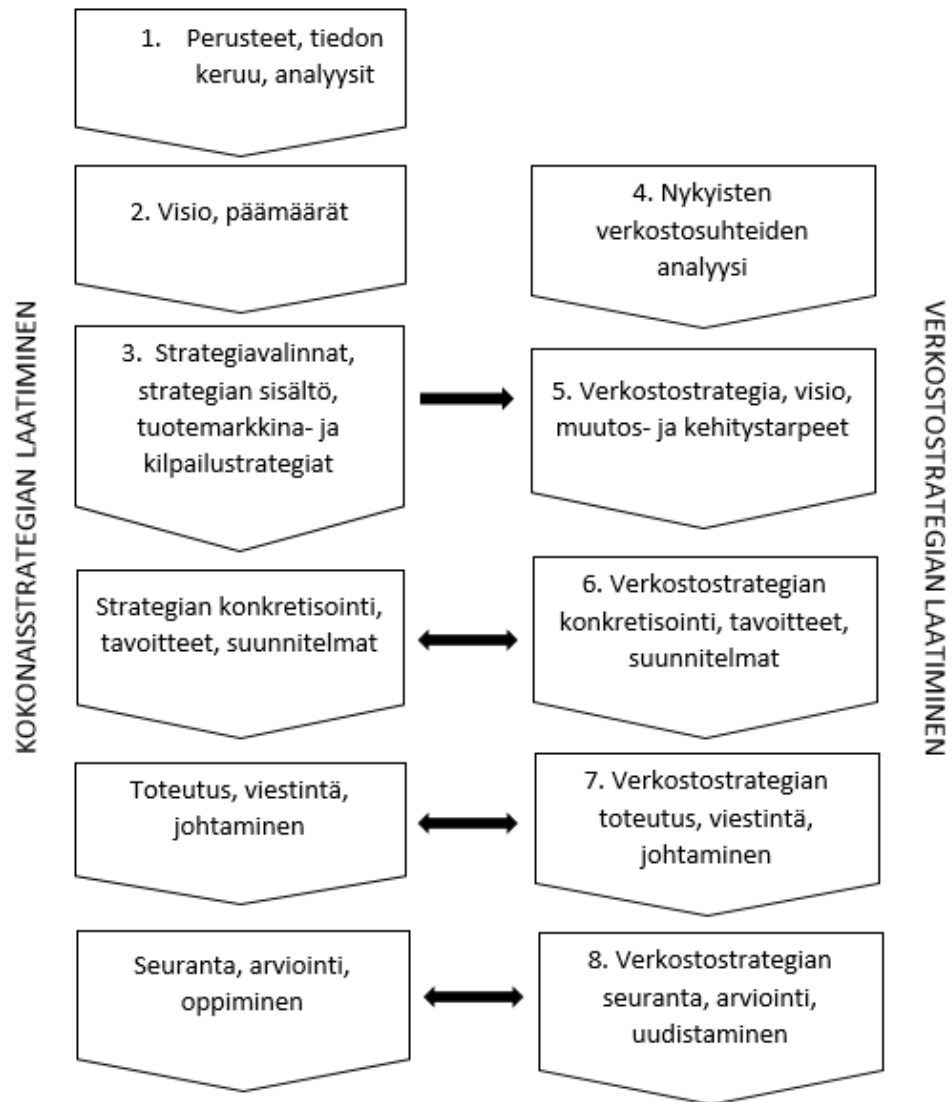 KOKONAISSTRATEGIAN LAATIMINEN
1. Perusteet, tiedon
keruu, analyysit
2. Visio, päämäärät
3. Strategiavalinnat,
strategian sisältö,
tuotemarkkina- ja
kilpailustrategiat
Strategian konkretisointi,
tavoitteet, suunnitelmat
Toteutus, viestintä,
johtaminen
Seuranta, arviointi,
oppiminen
4. Nykyisten
verkostosuhteiden
analyysi
5. Verkostostrategia, visio,
muutos- ja kehitystarpeet
6. Verkostostrategian
konkretisointi, tavoitteet,
suunnitelmat
7. Verkostostrategian
toteutus, viestintä,
johtaminen
8. Verkostostrategian
seuranta, arviointi,
uudistaminen
VERKOSTOSTRATEGIAN LAATIMINEN